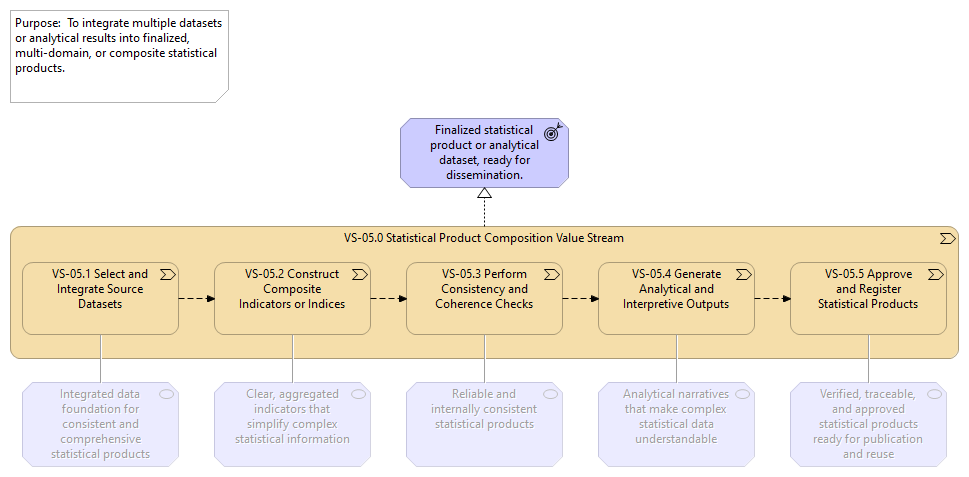 Purpose:  To integrate multiple datasets
or analytical results into finalized,
multi-domain, or composite statistical
products.
Finalized statistical
product or analytical
dataset, ready for
dissemination.
VS-05.0 Statistical Product Composition Value Stream
VS-05.1 Select and
Integrate Source
Datasets
VS-05.2 Construct
Composite
Indicators or Indices
VS-05.3 Perform
Consistency and
Coherence Checks
VS-05.4 Generate
Analytical and
Interpretive Outputs
VS-05.5 Approve
and Register
Statistical Products
Integrated data
foundation for
consistent and
comprehensive
statistical products
Clear, aggregated
indicators that
simplify complex
statistical information
Reliable and
internally consistent
statistical products
Analytical narratives
that make complex
statistical data
understandable
Verified, traceable,
and approved
statistical products
ready for publication
and reuse